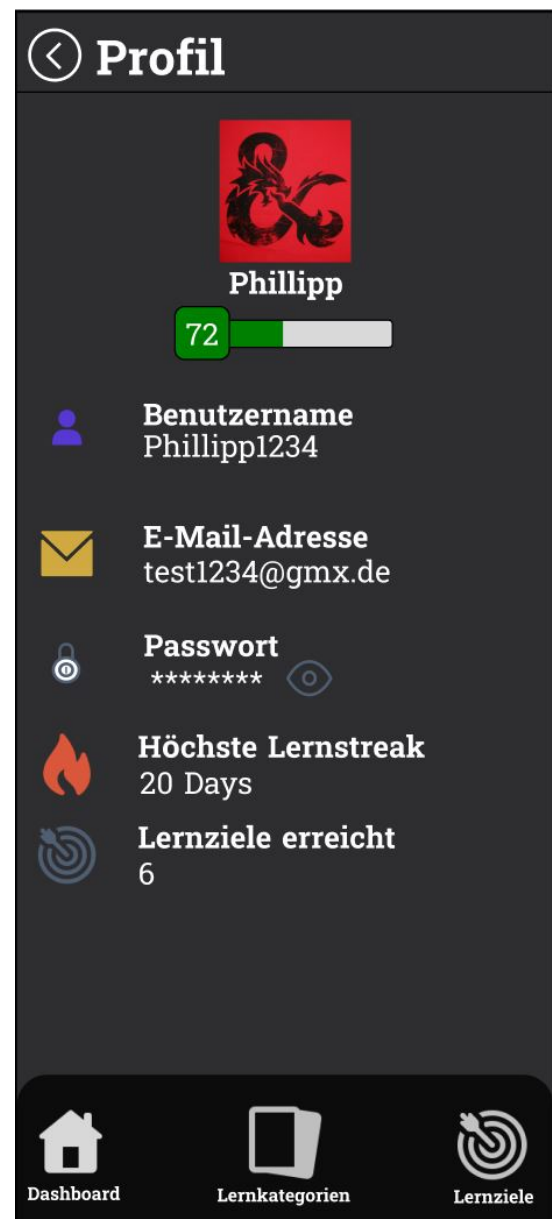 Profil
Phillipp
72
Benutzername
Phillipp1234
E-Mail-Adresse
test1234@gmx.de
Passwort
********
Höchste Lernstreak
20 Days
Lernziele erreicht
6
Dashboard
Lernkategorien
Lernziele